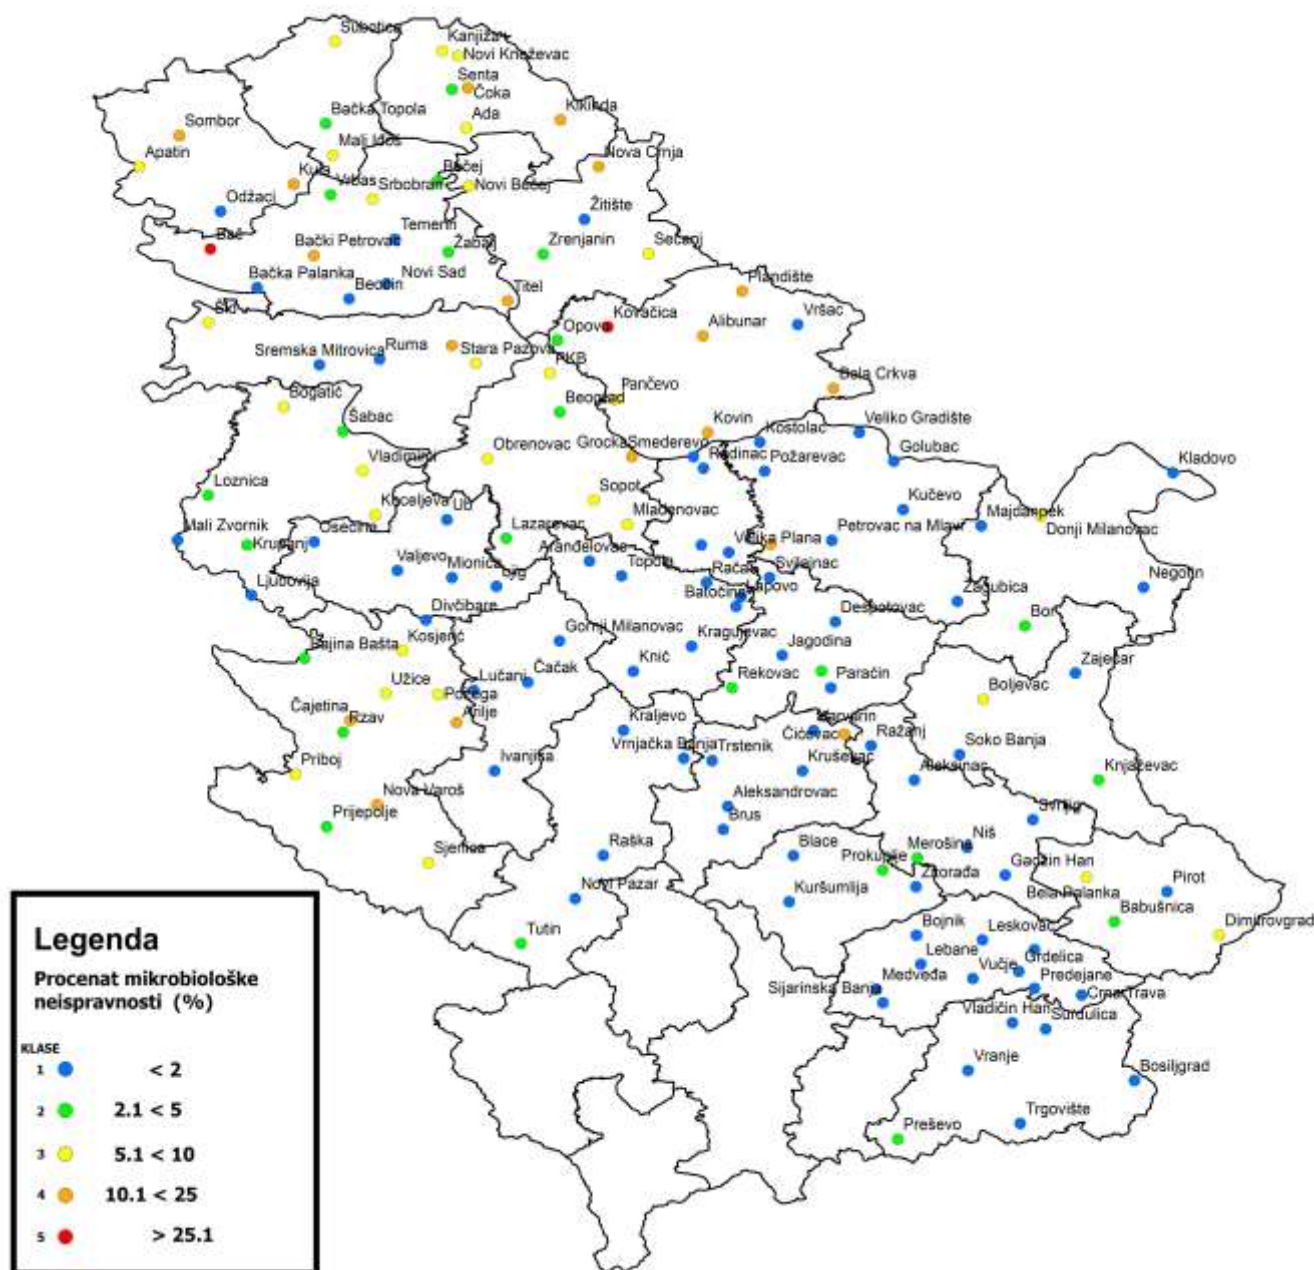 Subotica
Kanjiža
Novi Kneževac
Senta
Čoka
Ada
Kikinda
Bačka Topola
Sombor
Mali Iđoš
Apatin
Kula
Vrbas
Srbobran
Bečej
Novi Bečej
Nova Crnja
Odžaci
Žitište
Temerin
Bač
Bački Petrovac
Žabalj
Zrenjanin
Sečanj
Bačka Palanka
Beočin
Novi Sad
Titel
Plandište
Šid
Opovo
Kovačica
Vršac
Alibunar
Sremska Mitrovica
Ruma
Stara Pazova
PKB
Bela Crkva
Pančevo
Bogatić
Beograd
Šabac
Kovin
Veliko Gradište
Kostolac
Obrenovac
Grocka
Smederevo
Radinac
Požarevac
Golubac
Kladovo
Vladimirci
Loznica
Sopot
Kučevo
Koceljeva
Ub
Mladenovac
Majdanpek
Donji Milanovac
Mali Zvornik
Osečina
Lazarevac
Petrovac na Mlavi
Krupanj
Aranđelovac
Velika Plana
Valjevo
Mionica
Ljig
Topola
Rača
Svilajnac
Ljubovija
Batočina
Lapovo
Žagubica
Negotin
Divčibare
Despotovac
Bor
Kosjerić
Gornji Milanovac
Kragujevac
Bajina Bašta
Jagodina
Knić
Zaječar
Užice
Lučani
Čačak
Rekovac
Paraćin
Boljevac
Požega
Čajetina
Rzav
Arilje
Kraljevo
Varvarin
Ćićevac
Ražanj
Vrnjačka Banja
Trstenik
Soko Banja
Priboj
Ivanjica
Kruševac
Aleksinac
Knjaževac
Nova Varoš
Prijepolje
Aleksandrovac
Brus
Svrljig
Sjenica
Raška
Blace
Prokuplje
Merošina
Niš
Gadžin Han
Novi Pazar
Kuršumlija
Žitorađa
Bela Palanka
Pirot
Babušnica
Dimitrovgrad
Tutin
Bojnik
Leskovac
Lebane
Grdelica
Medveđa
Vučje
Predejane
Sijarinska Banja
Crna Trava
Vladičin Han
Surdulica
Vranje
Bosiljgrad
Trgovište
Preševo
Legenda
Procenat mikrobiološke
neispravnosti (%)
KLASE
1 < 2
2 2.1 < 5
3 5.1 < 10
4 10.1 < 25
5 > 25.1